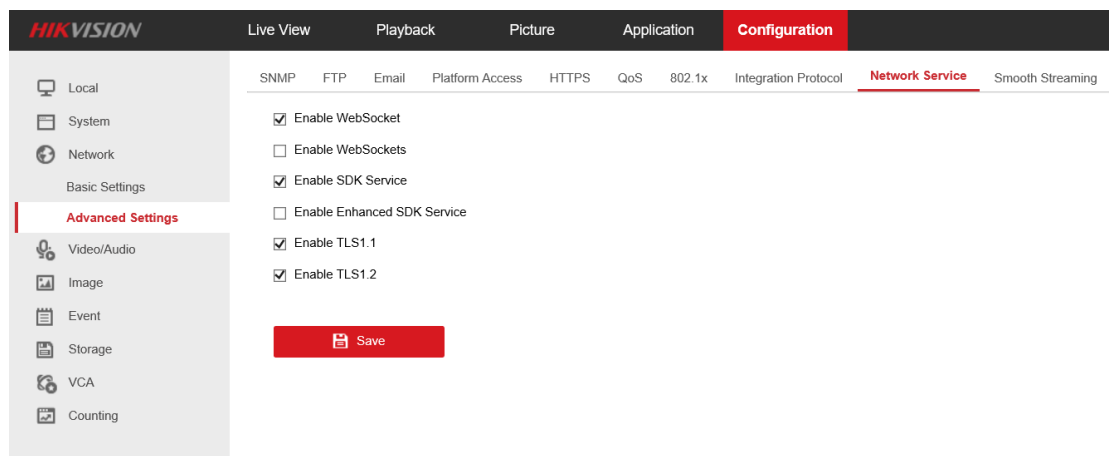 HIKVISION
Live View Playback Picture Application Configuration
SNMP FTP Email Platform Access HTTPS QoS 802.1x Integration Protocol Network Service Smooth Streaming
Local
System
Network
Basic Settings
Advanced Settings
Video/Audio
Image
Event
Storage
VCA
Counting
Enable WebSocket
Enable WebSockets
Enable SDK Service
Enable Enhanced SDK Service
Enable TLS1.1
Enable TLS1.2
Save